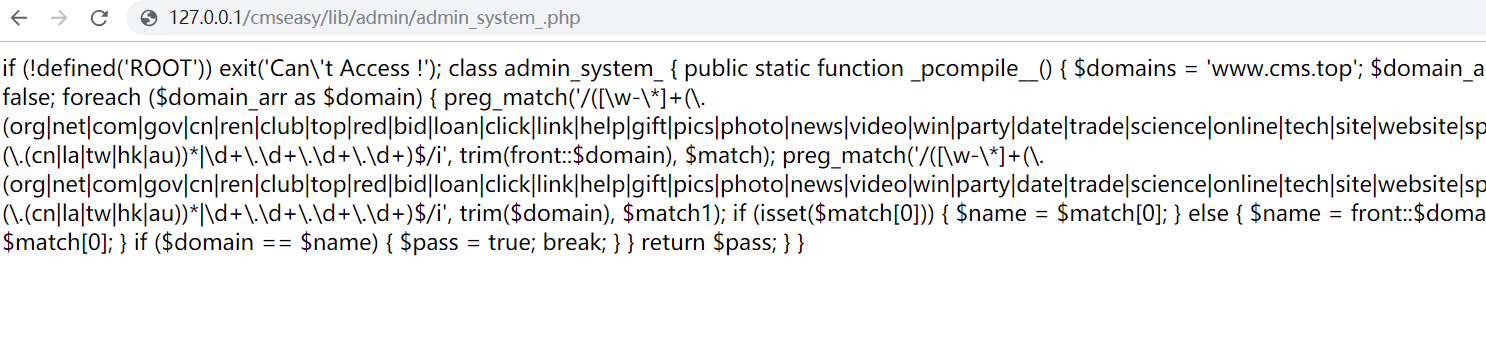 127.0.0.1/cmseasy/lib/admin/admin_system_.php
if (!defined('ROOT')) exit('Can\'t Access !'); class admin_system_ { public static function _pcompile__() { $domains = 'www.cms.top'; $domain_a
false; foreach ($domain_arr as $domain) { preg_match('/([\w-\*]+(\.
(org|net|com|gov|cn|ren|club|top|red|bid|loan|click|link|help|gift|pics|photo|news|video|win|party|date|trade|science|online|tech|site|website|sp
(\.(cn|la|tw|hk|au))*|\d+\.\d+\.\d+\.\d+)$/i', trim(front::$domain), $match); preg_match('/([\w-\*]+(\.
(org|net|com|gov|cn|ren|club|top|red|bid|loan|click|link|help|gift|pics|photo|news|video|win|party|date|trade|science|online|tech|site|website|sp
(\.(cn|la|tw|hk|au))*|\d+\.\d+\.\d+\.\d+)$/i', trim($domain), $match1); if (isset($match[0])) { $name = $match[0]; } else { $name = front::$doma
$match[0]; } if ($domain == $name) { $pass = true; break; } } return $pass; } }